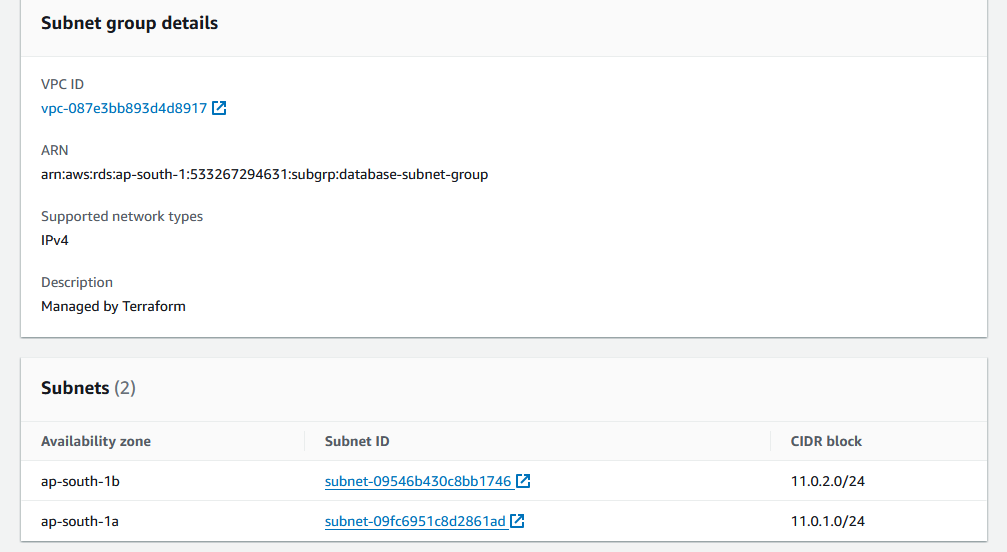 Subnet group details
VPC ID
vpc-087e3bb893d4d8917
ARN
arn:aws:rds:ap-south-1:533267294631:subgrp:database-subnet-group
Supported network types
IPv4
Description
Managed by Terraform
Subnets (2)
Availability zone Subnet ID CIDR block
ap-south-1b subnet-09546b430c8bb1746 11.0.2.0/24
ap-south-1a subnet-09fc6951c8d2861ad 11.0.1.0/24